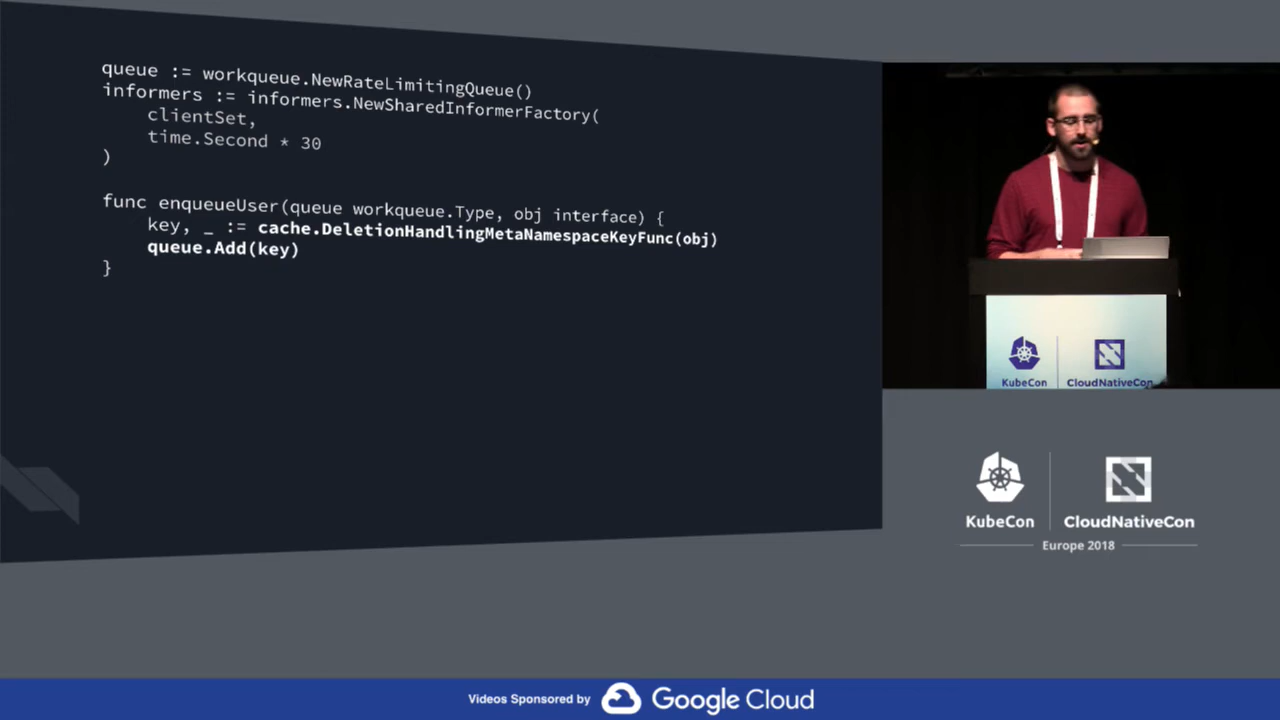 queue := workqueue.NewRateLimitingQueue()
informers := informers.NewSharedInformerFactory(
clientSet,
time.Second * 30
)
func enqueueUser(queue workqueue.Type, obj interface) {
key, _ := cache.DeletionHandlingMetaNamespaceKeyFunc(obj)
queue.Add(key)
}
KubeCon
CloudNativeCon
KubeCon
CloudNativeCon
Europe 2018
Videos Sponsored by Google Cloud